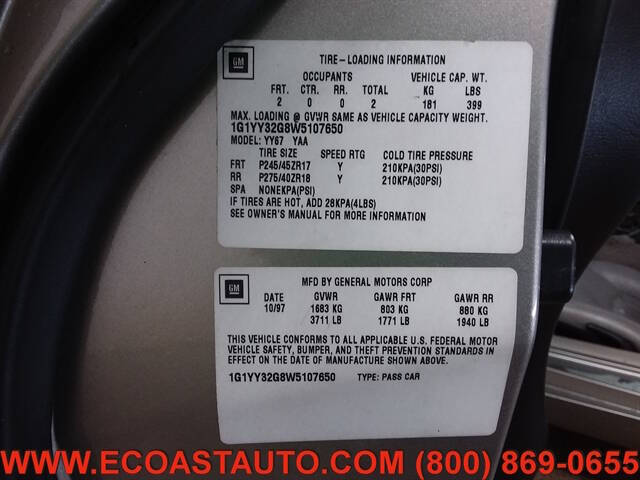 GM
TIRE-LOADING INFORMATION
OCCUPANTS VEHICLE CAP. WT.
FRT. CTR. RR. TOTAL KG LBS
2 0 0 2 181 399
MAX. LOADING @ GVWR SAME AS VEHICLE CAPACITY WEIGHT.
1G1YY32G8W5107650
MODEL: YY67 YAA
TIRE SIZE SPEED RTG COLD TIRE PRESSURE
FRT P245/45ZR17 Y 210KPA(30PSI)
RR P275/40ZR18 Y 210KPA(30PSI)
SPA NONEKPA(PSI)
IF TIRES ARE HOT, ADD 28KPA(4LBS)
SEE OWNER'S MANUAL FOR MORE INFORMATION
GM
MFD BY GENERAL MOTORS CORP
DATE GVWR GAWR FRT GAWR RR
10/97 1683 KG 803 KG 880 KG
3711 LB 1771 LB 1940 LB
THIS VEHICLE CONFORMS TO ALL APPLICABLE U.S. FEDERAL MOTOR
VEHICLE SAFETY, BUMPER, AND THEFT PREVENTION STANDARDS IN
EFFECT ON THE DATE OF MANUFACTURE SHOWN ABOVE.
1G1YY32G8W5107650 TYPE: PASS CAR
WWW.ECOASTAUTO.COM (800) 869-0655